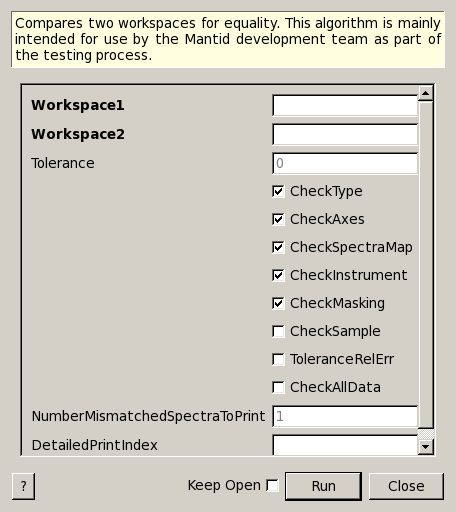 Compares two workspaces for equality. This algorithm is mainly
intended for use by the Mantid development team as part of
the testing process.
Workspace1
Workspace2
Tolerance 0
CheckType
CheckAxes
CheckSpectraMap
CheckInstrument
CheckMasking
CheckSample
ToleranceRelErr
CheckAllData
NumberMismatchedSpectraToPrint 1
DetailedPrintIndex
? Keep Open Run Close